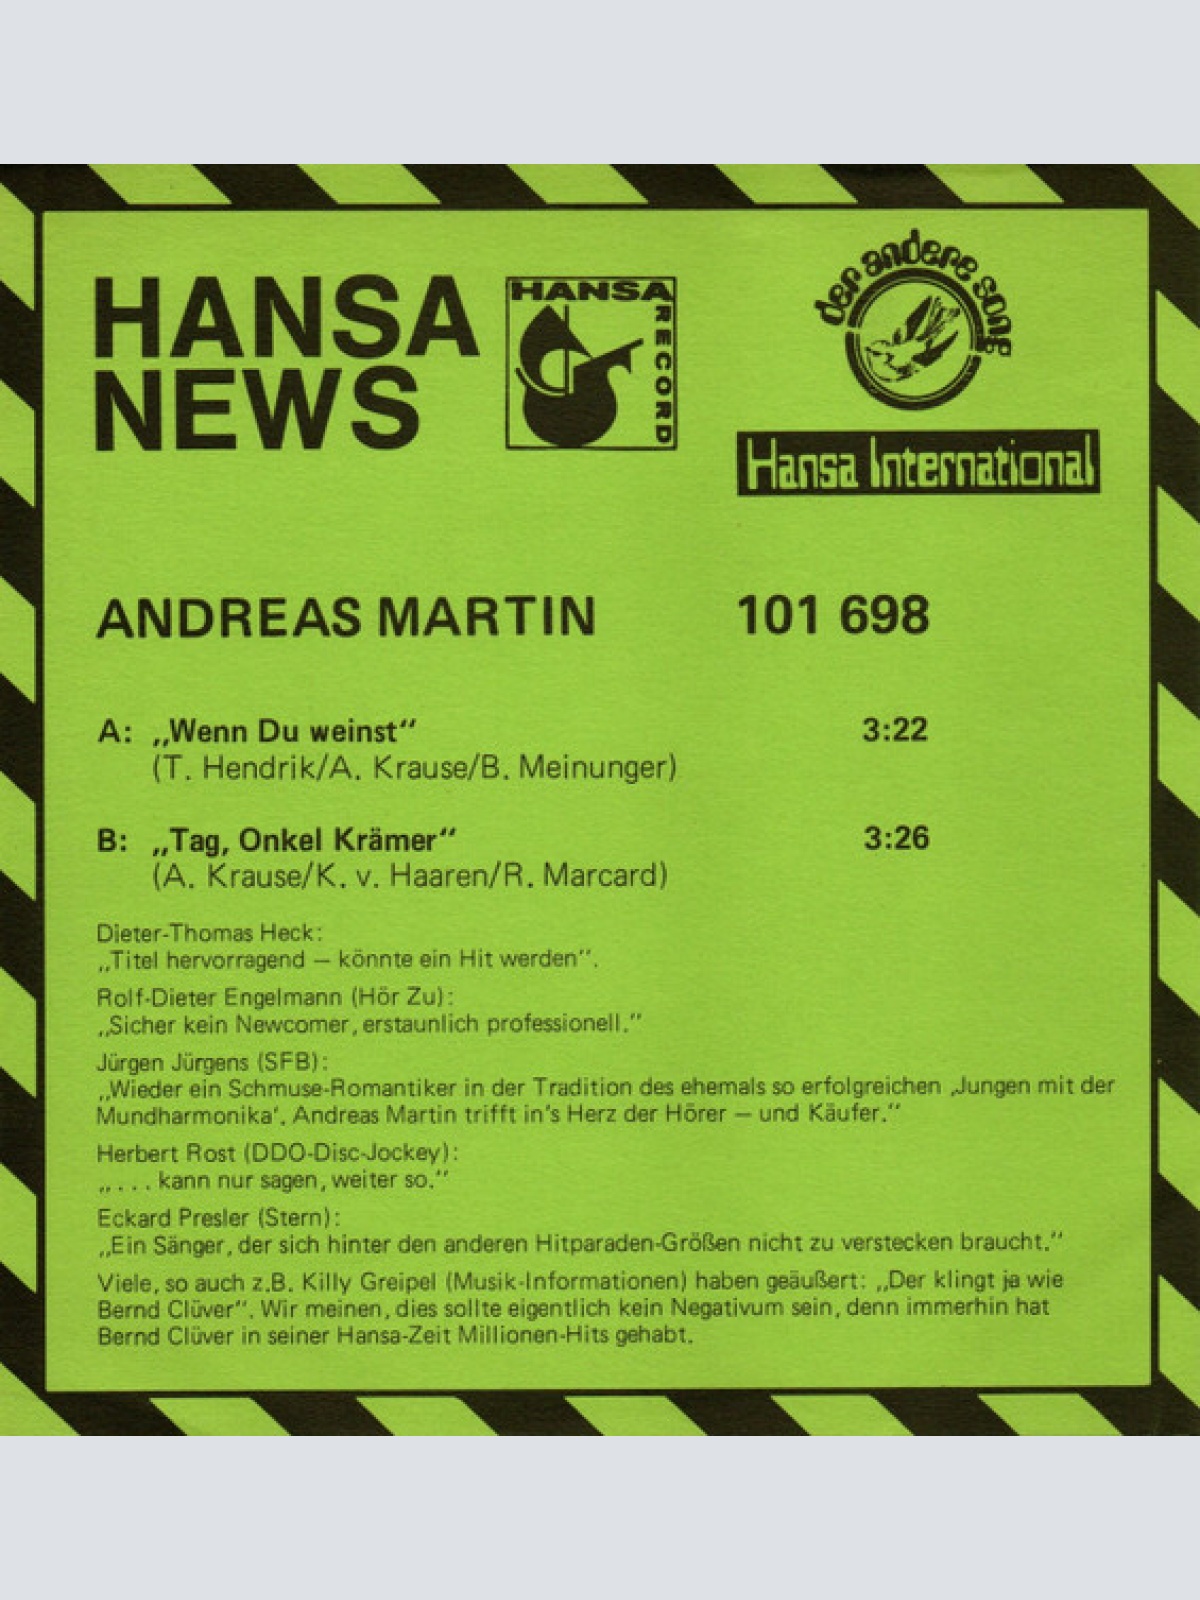 HANSA
NEWS
HANSA
RECORD
der andere song
Hansa International
ANDREAS MARTIN 101 698
A: „Wenn Du weinst“ 3:22
(T. Hendrik/A. Krause/B. Meinunger)
B: „Tag, Onkel Krämer“ 3:26
(A. Krause/K. v. Haaren/R. Marcard)
Dieter-Thomas Heck:
„Titel hervorragend — könnte ein Hit werden“.
Rolf-Dieter Engelmann (Hör Zu):
„Sicher kein Newcomer, erstaunlich professionell.“
Jürgen Jürgens (SFB):
„Wieder ein Schmuse-Romantiker in der Tradition des ehemals so erfolgreichen ‚Jungen mit der
Mundharmonika‘. Andreas Martin trifft in's Herz der Hörer — und Käufer.“
Herbert Rost (DDO-Disc-Jockey):
„. . . kann nur sagen, weiter so.“
Eckard Presler (Stern):
„Ein Sänger, der sich hinter den anderen Hitparaden-Größen nicht zu verstecken braucht.“
Viele, so auch z.B. Killy Greipel (Musik-Informationen) haben geäußert: „Der klingt ja wie
Bernd Clüver“. Wir meinen, dies sollte eigentlich kein Negativum sein, denn immerhin hat
Bernd Clüver in seiner Hansa-Zeit Millionen-Hits gehabt.